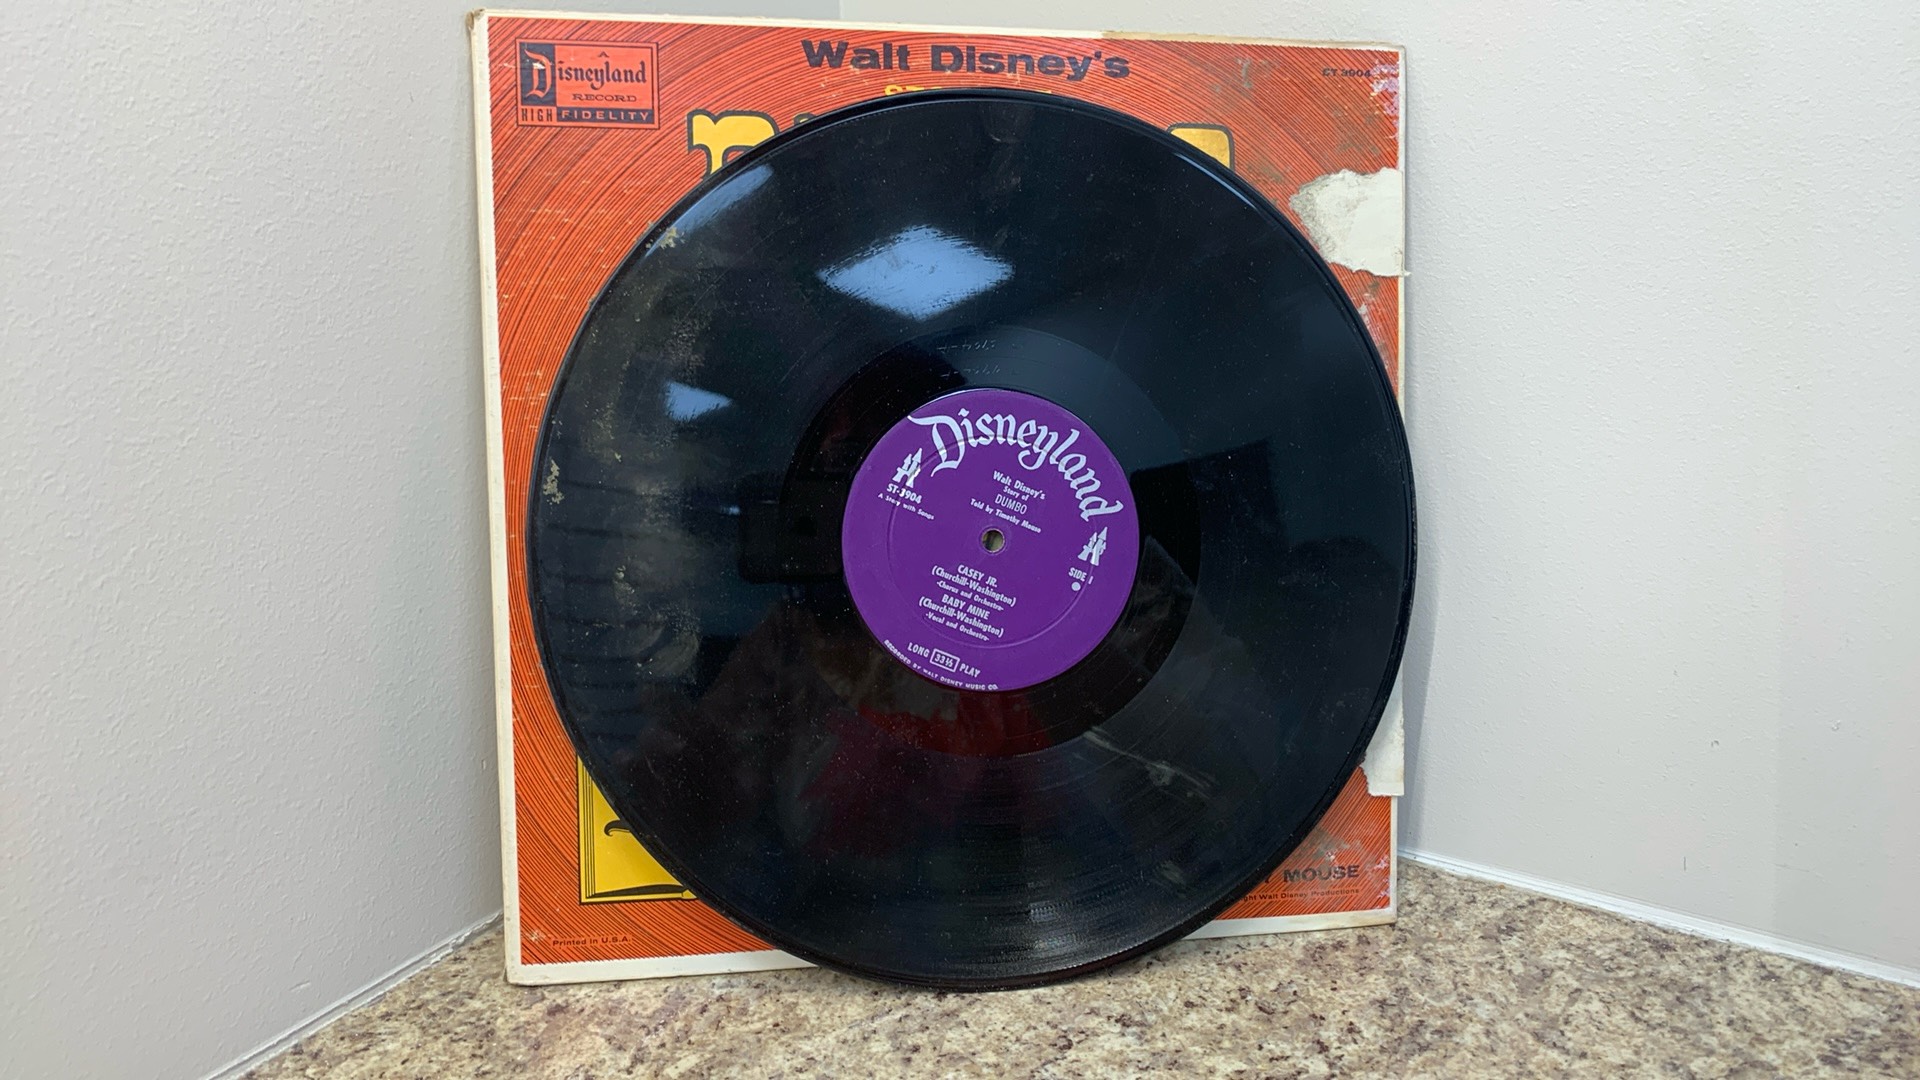 A
Disneyland
RECORD
HIGH FIDELITY
Walt Disney's
ST 3904
MOUSE
Walt Disney Productions
Printed in U.S.A.
Disneyland
ST-3904
A Story with Songs
Walt Disney's
Story of
DUMBO
Told by Timothy Mouse
SIDE 1
CASEY JR.
(Churchill-Washington)
-Chorus and Orchestra-
BABY MINE
(Churchill-Washington)
-Vocal and Orchestra-
LONG 33⅓ PLAY
RECORDED BY WALT DISNEY MUSIC CO.